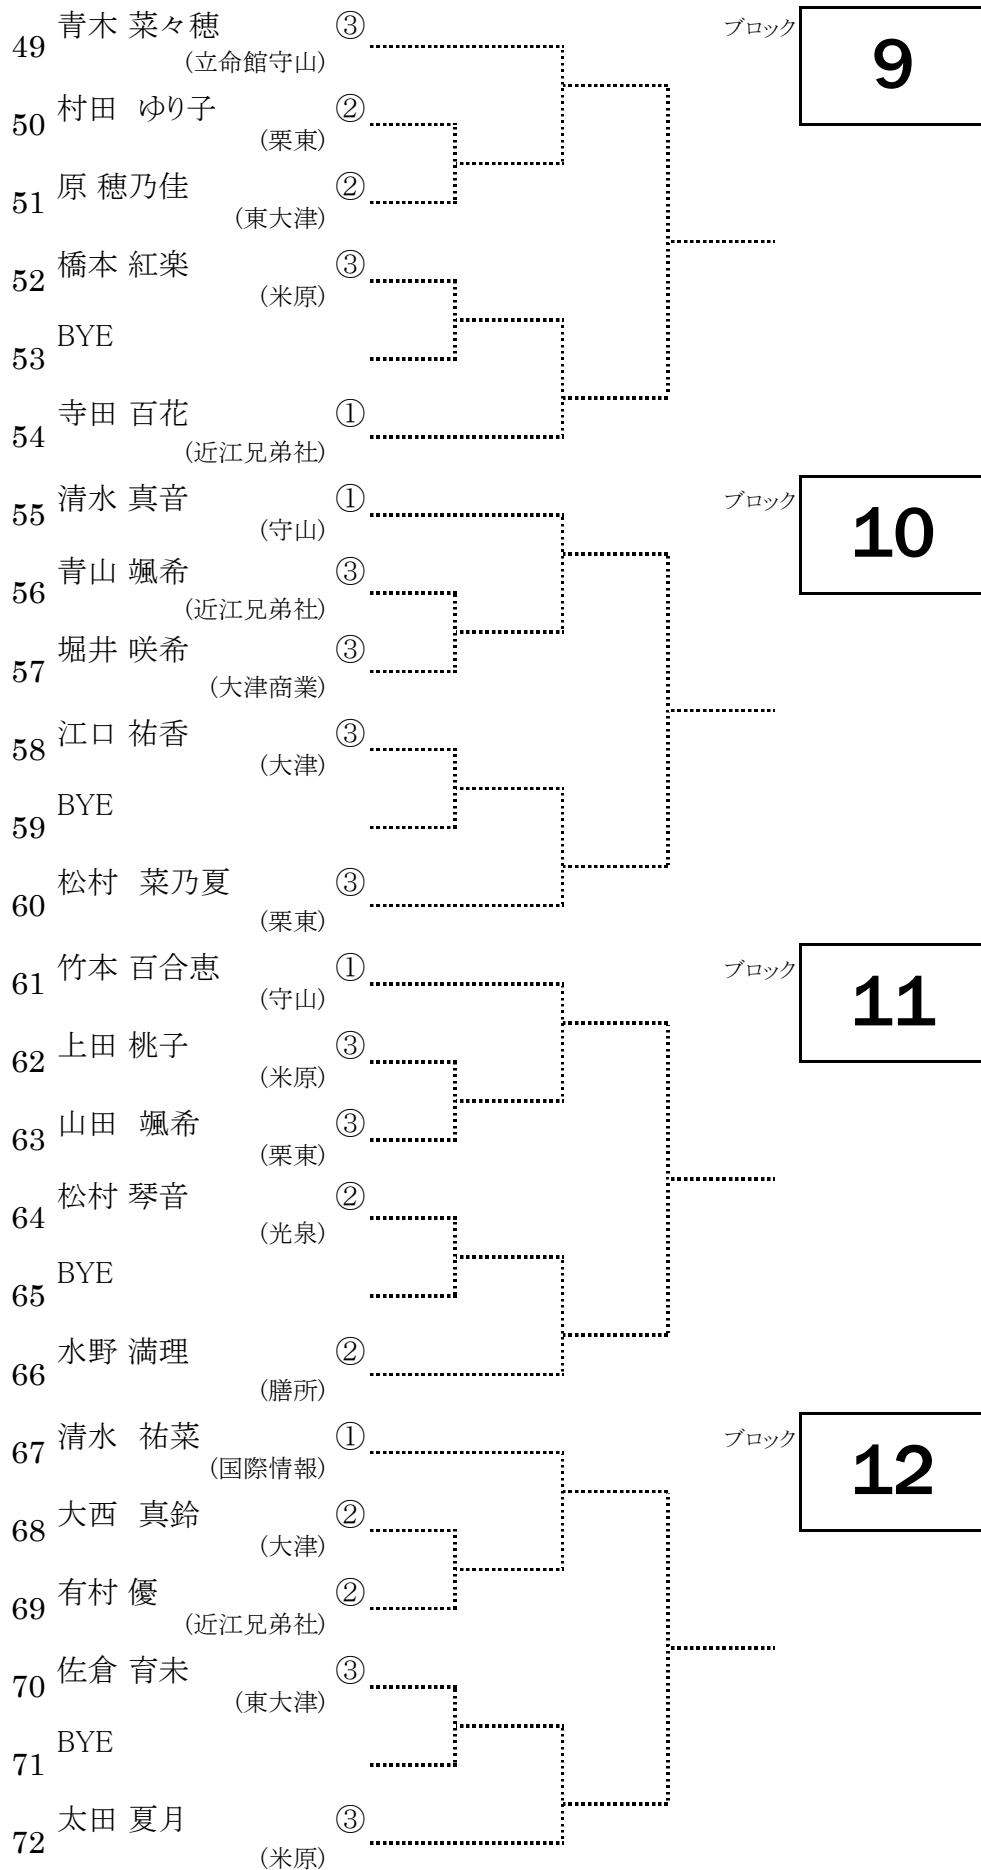 49 青木 菜々穂 ③
(立命館守山)
ブロック 9
50 村田 ゆり子 ②
(栗東)
51 原 穂乃佳 ②
(東大津)
52 橋本 紅楽 ③
(米原)
53 BYE
54 寺田 百花 ①
(近江兄弟社)
55 清水 真音 ①
(守山)
ブロック 10
56 青山 颯希 ③
(近江兄弟社)
57 堀井 咲希 ③
(大津商業)
58 江口 祐香 ③
(大津)
59 BYE
60 松村 菜乃夏 ③
(栗東)
61 竹本 百合恵 ①
(守山)
ブロック 11
62 上田 桃子 ③
(米原)
63 山田 颯希 ③
(栗東)
64 松村 琴音 ②
(光泉)
65 BYE
66 水野 満理 ②
(膳所)
67 清水 祐菜 ①
(国際情報)
ブロック 12
68 大西 真鈴 ②
(大津)
69 有村 優 ②
(近江兄弟社)
70 佐倉 育未 ③
(東大津)
71 BYE
72 太田 夏月 ③
(米原)